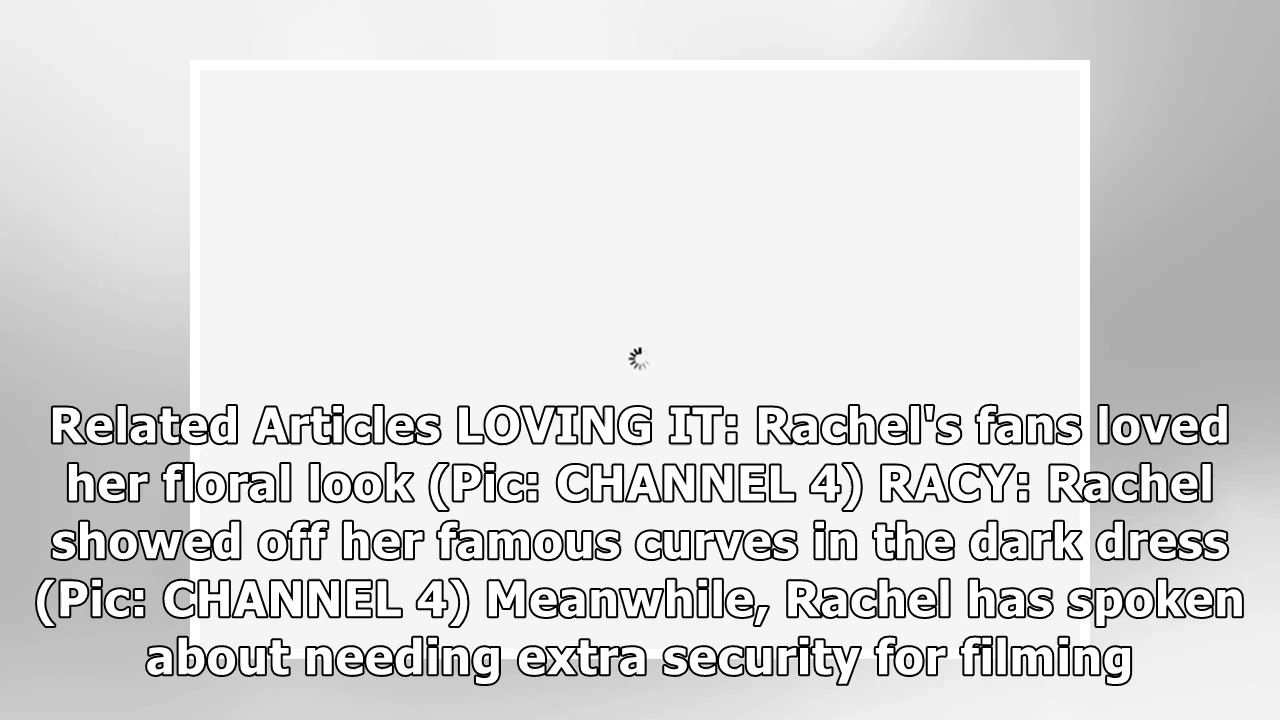 Related Articles LOVING IT: Rachel's fans loved
her floral look (Pic: CHANNEL 4) RACY: Rachel
showed off her famous curves in the dark dress
(Pic: CHANNEL 4) Meanwhile, Rachel has spoken
about needing extra security for filming